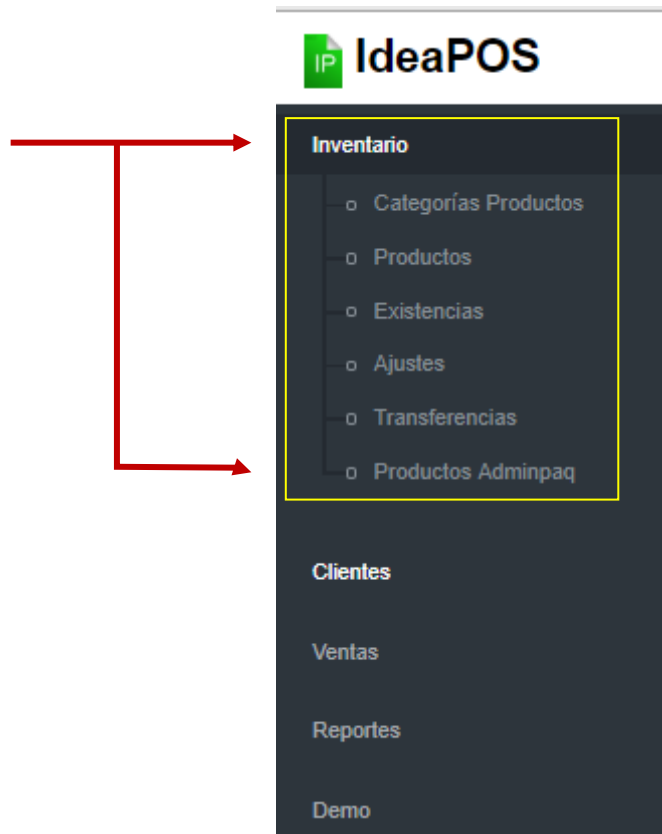 IP IdeaPOS
Inventario
Categorías Productos
Productos
Existencias
Ajustes
Transferencias
Productos Adminpaq
Clientes
Ventas
Reportes
Demo